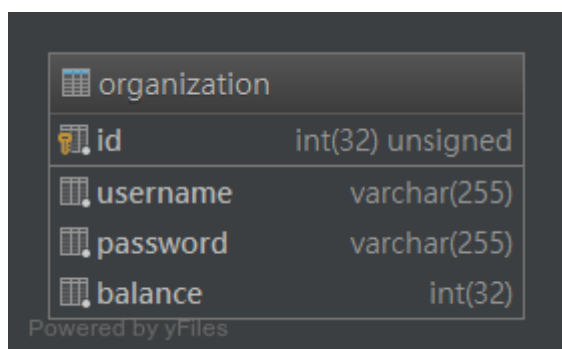 organization
id int(32) unsigned
username varchar(255)
password varchar(255)
balance int(32)
Powered by yFiles